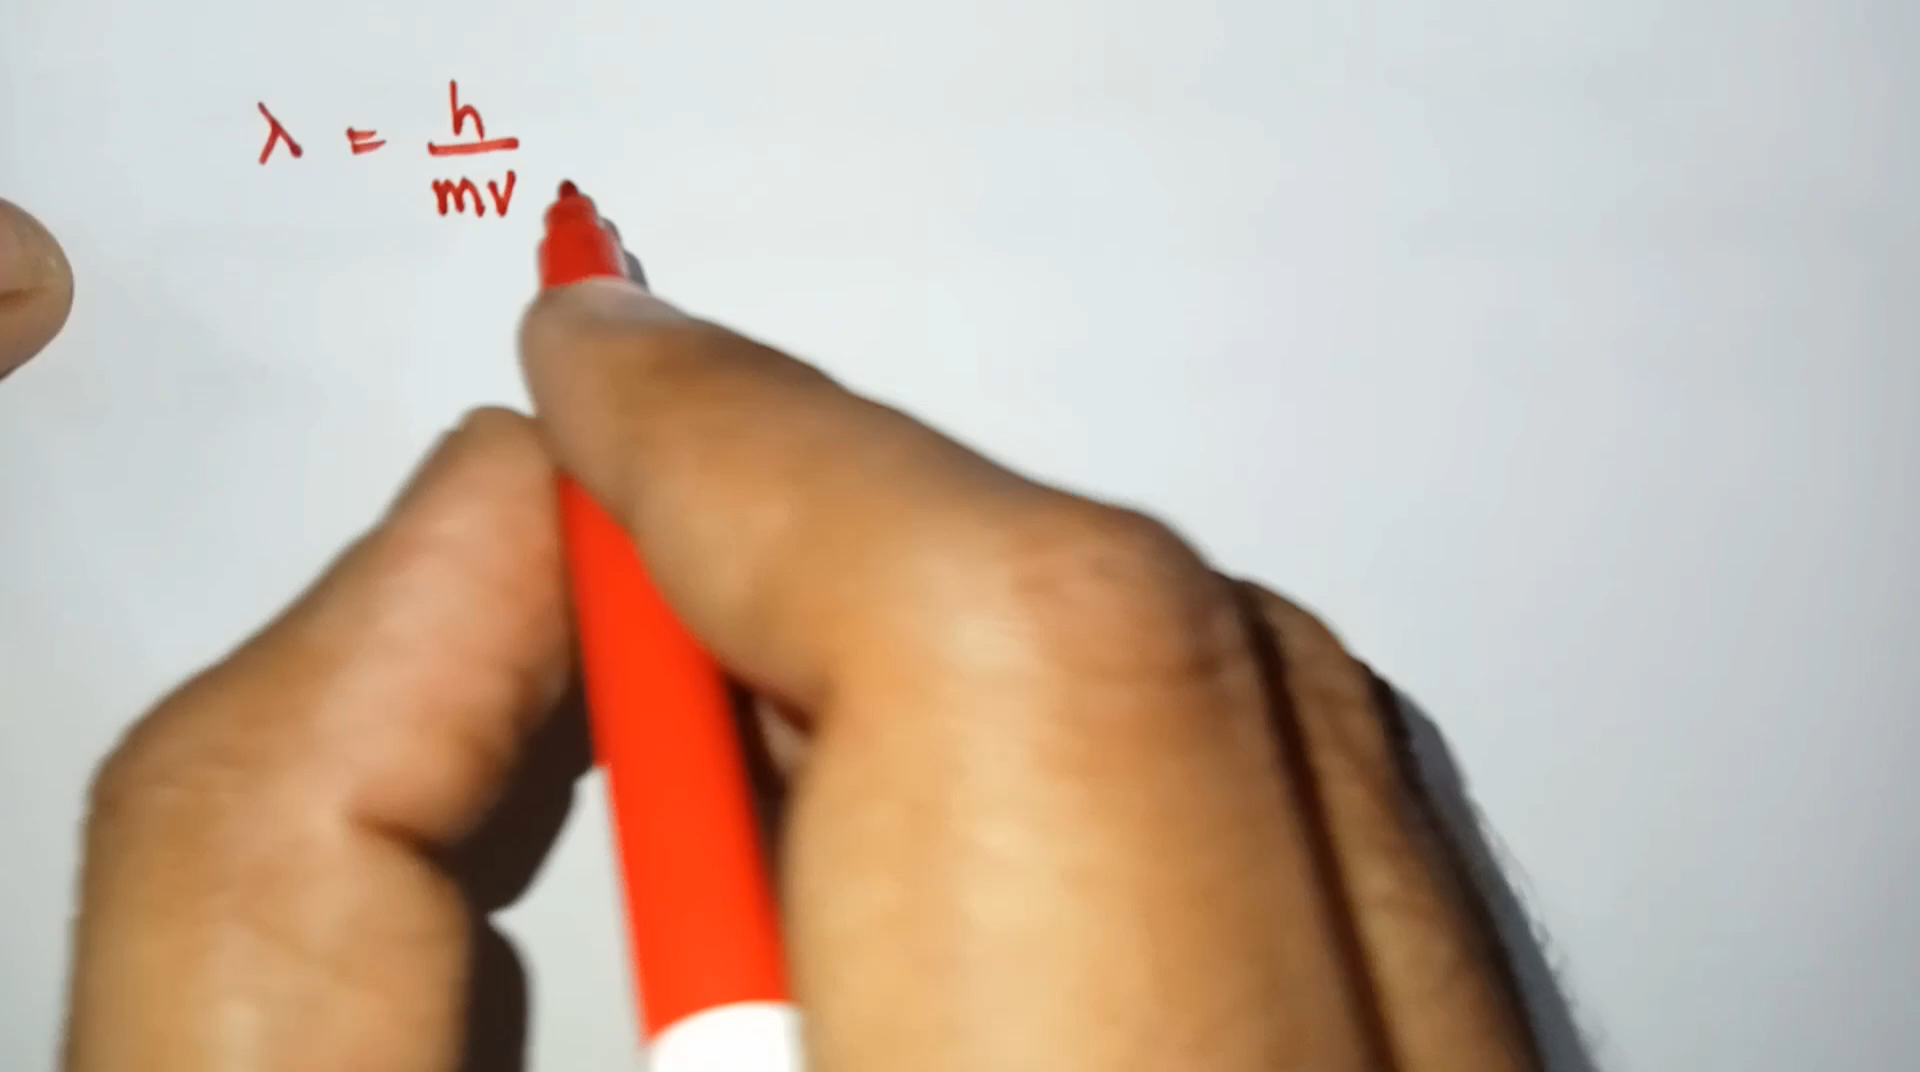 λ = h/mv